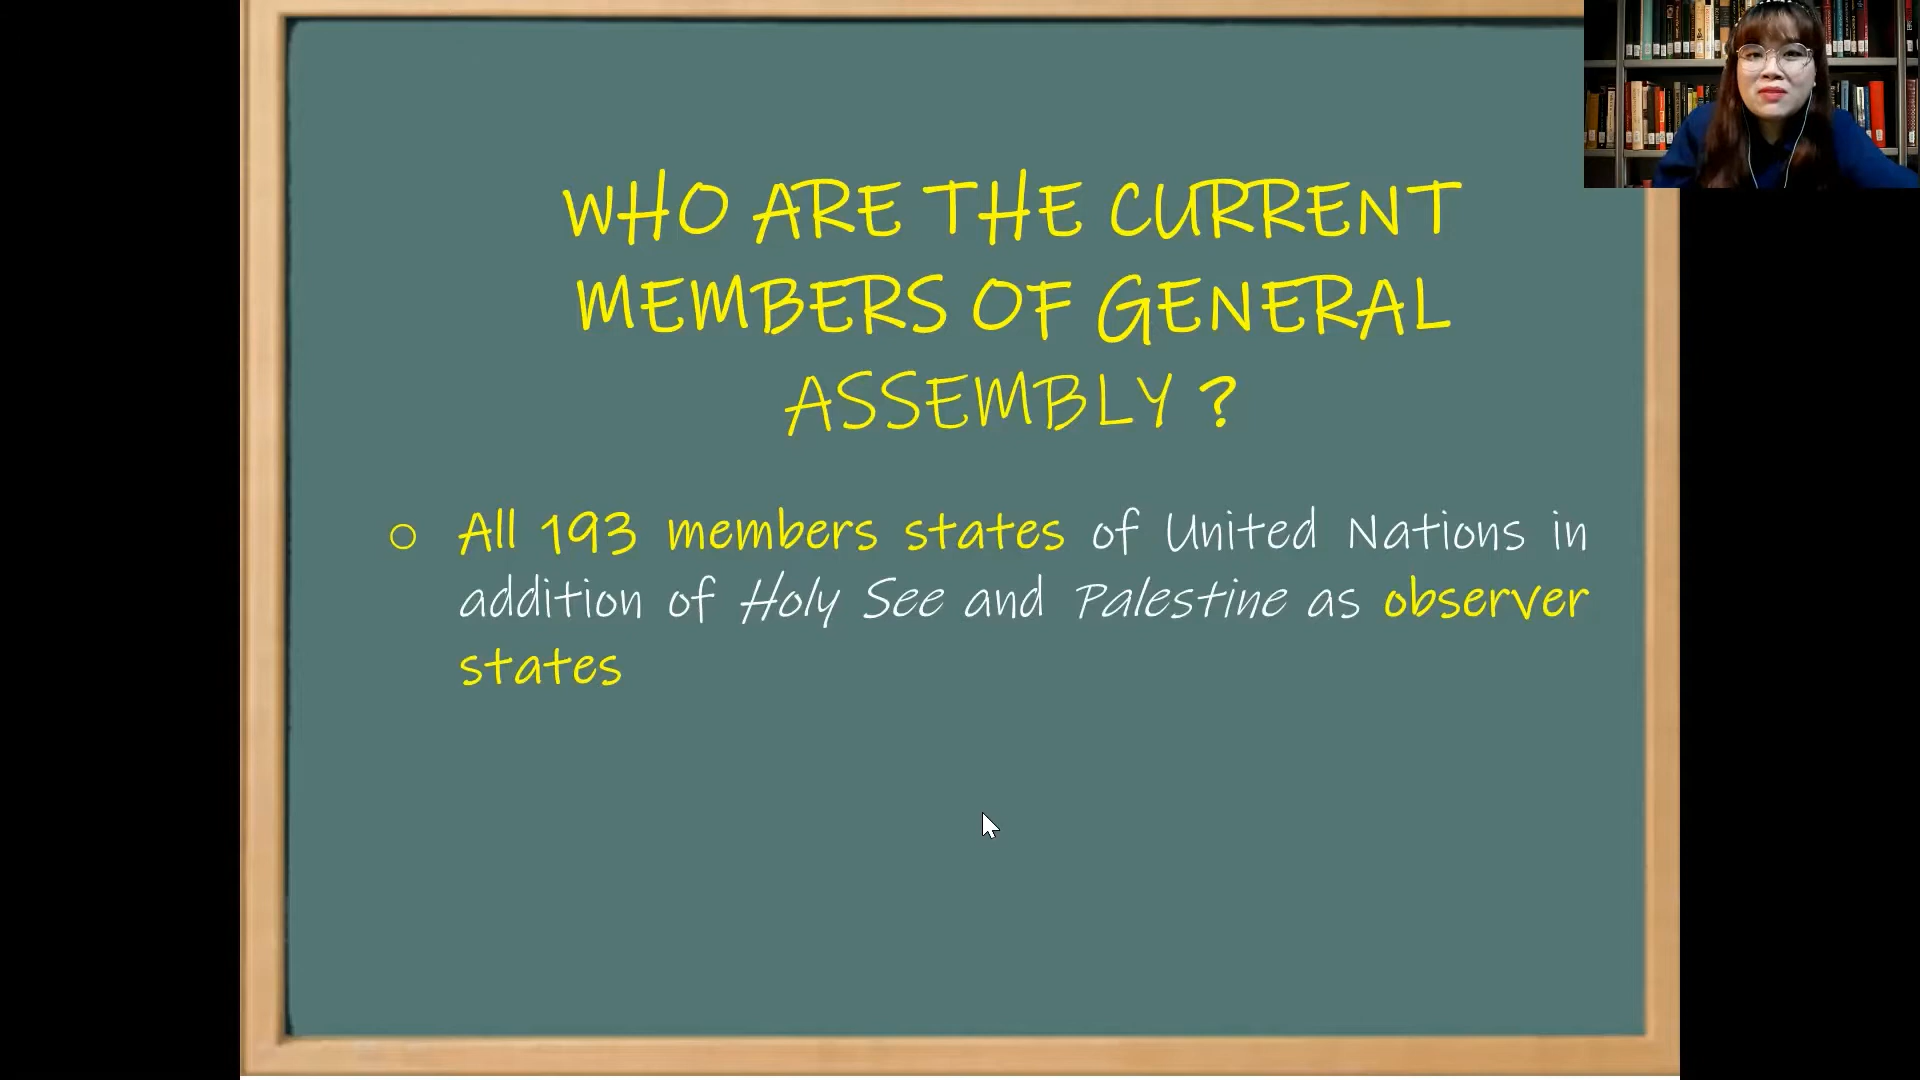 WHO ARE THE CURRENT
MEMBERS OF GENERAL
ASSEMBLY ?
All 193 members states of United Nations in
addition of Holy See and Palestine as observer
states